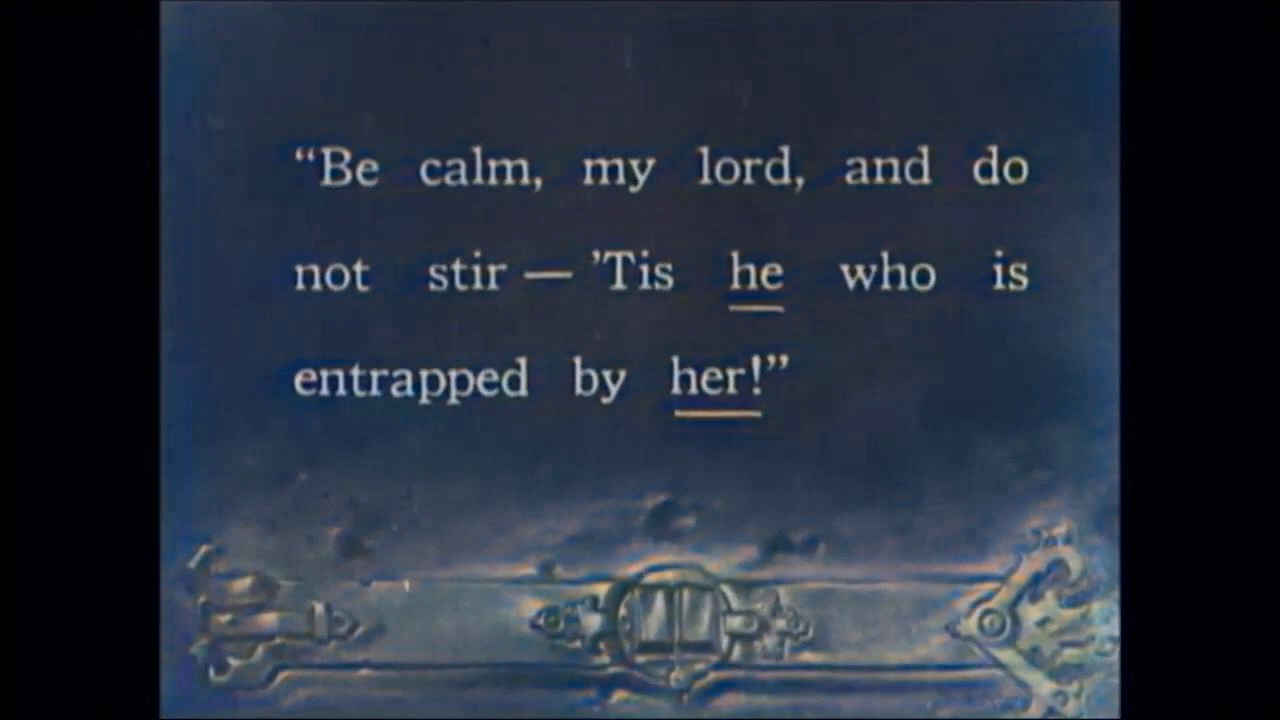 “Be calm, my lord, and do
not stir — ’Tis he who is
entrapped by her!”